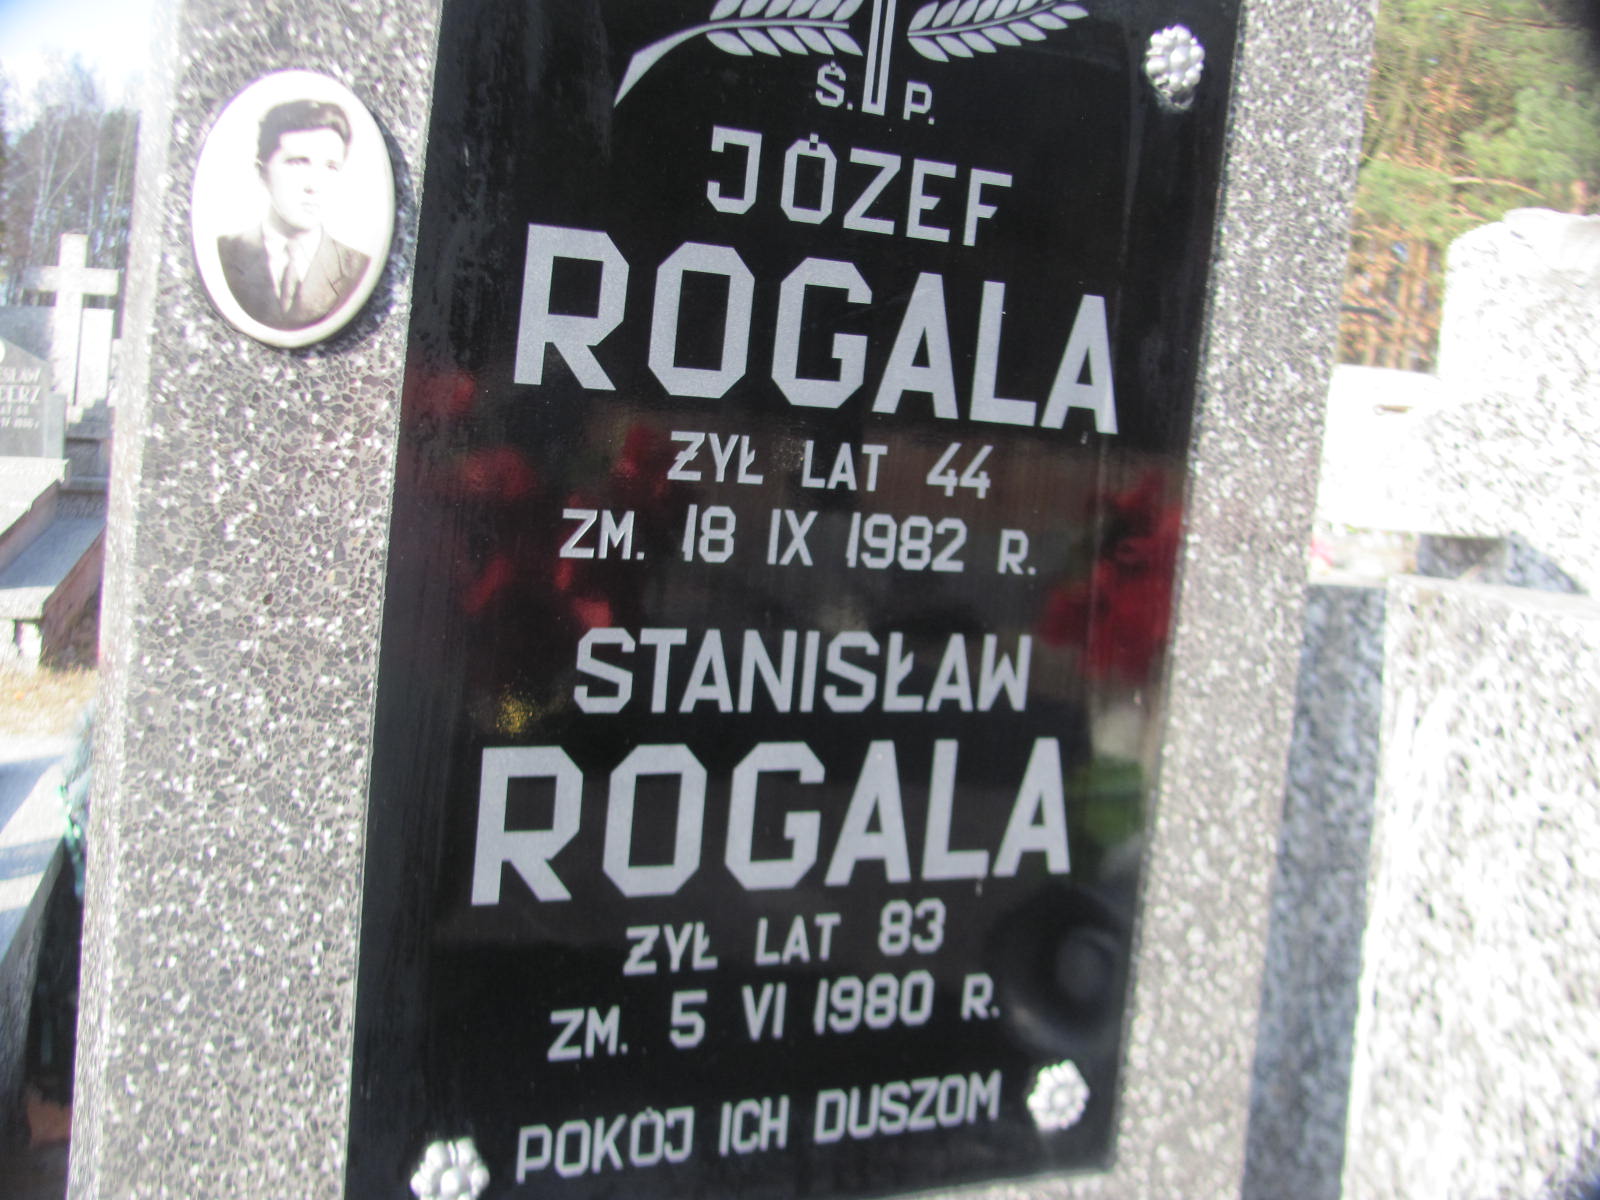 Ś. P.
JÓZEF
ROGALA
ŻYŁ LAT 44
ZM. 18 IX 1982 R.
STANISŁAW
ROGALA
ŻYŁ LAT 83
ZM. 5 VI 1980 R.
POKÓJ ICH DUSZOM